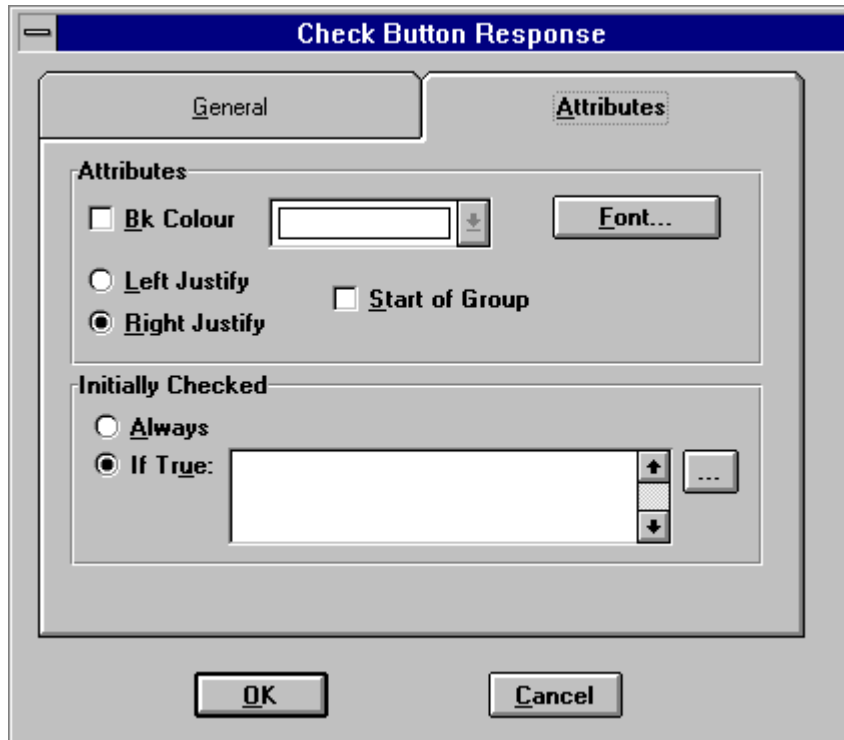 Check Button Response
General
Attributes
Attributes
Bk Colour
Font...
Left Justify
Start of Group
Right Justify
Initially Checked
Always
If True:
...
OK
Cancel